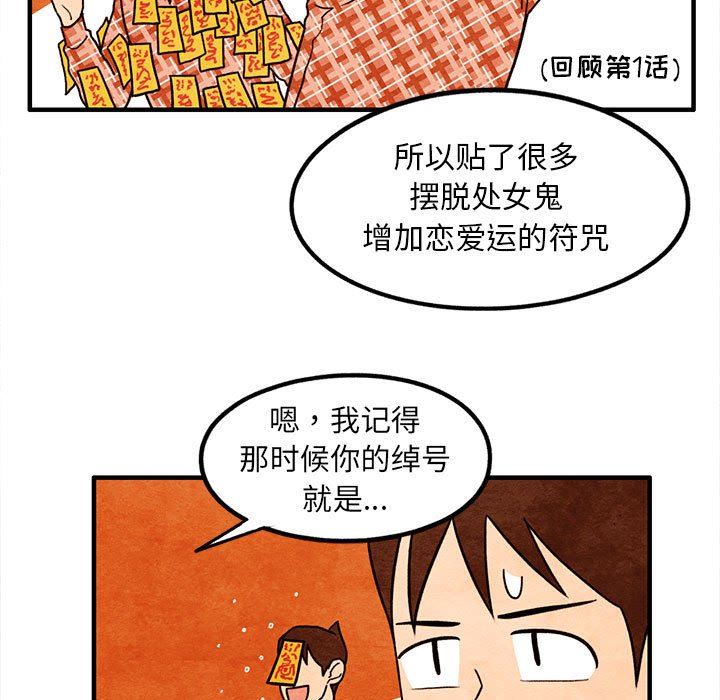 (回顾第1话)
所以贴了很多
摆脱处女鬼
增加恋爱运的符咒
嗯，我记得
那时候你的绰号
就是...